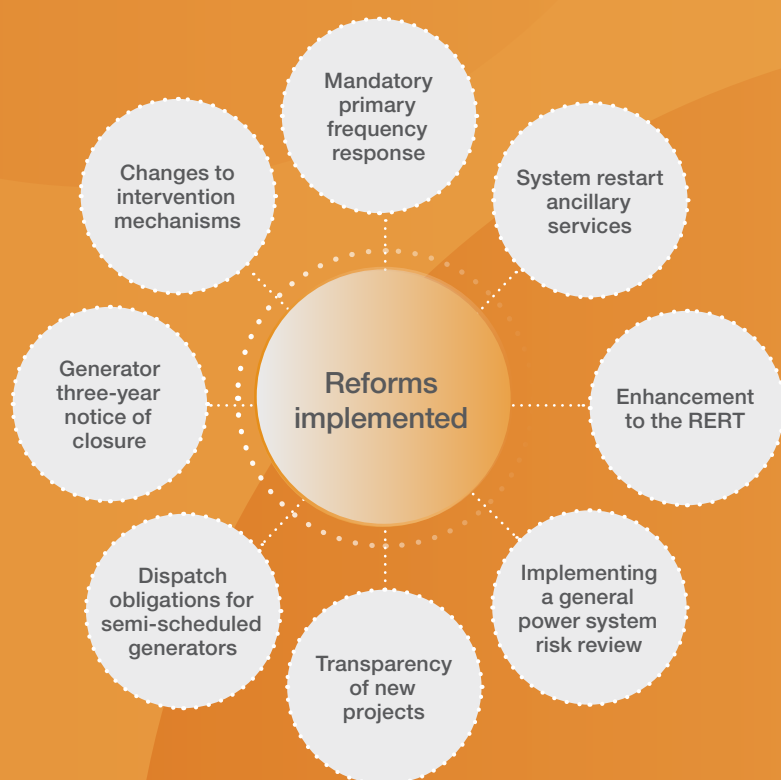 Mandatory
primary
frequency
response
System restart
ancillary
services
Enhancement
to the RERT
Implementing
a general
power system
risk review
Transparency
of new
projects
Dispatch
obligations for
semi-scheduled
generators
Generator
three-year
notice of
closure
Changes to
intervention
mechanisms
Reforms
implemented